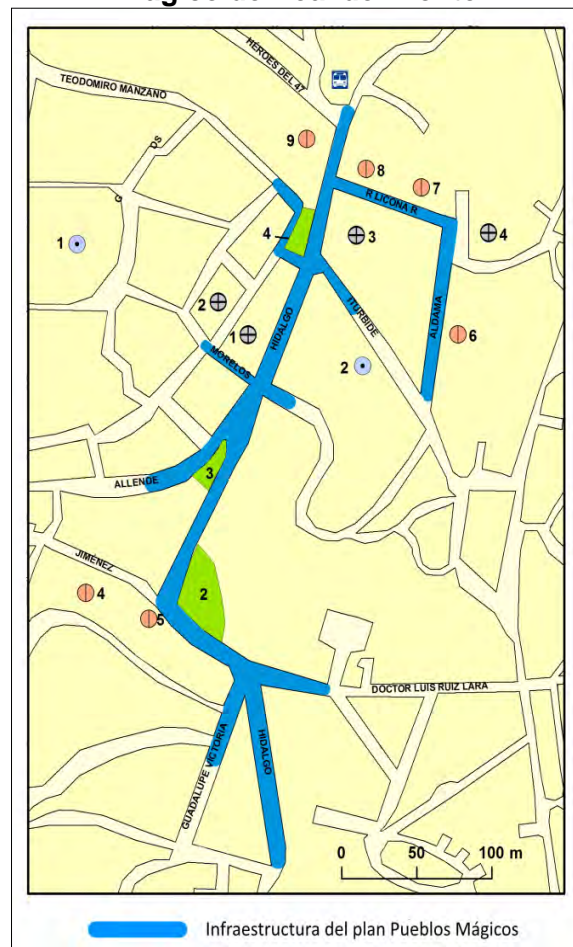 HÉROES DEL 47
TEODOMIRO MANZANO
DS
G
9
8
7
R LICONA R
1
4
3
4
2
ALDAMA
ITURBIDE
HIDALGO
1
6
MORELOS
2
3
ALLENDE
JIMÉNEZ
4
2
5
DOCTOR LUIS RUIZ LARA
GUADALUPE VICTORIA
HIDALGO
0 50 100 m
Infraestructura del plan Pueblos Mágicos